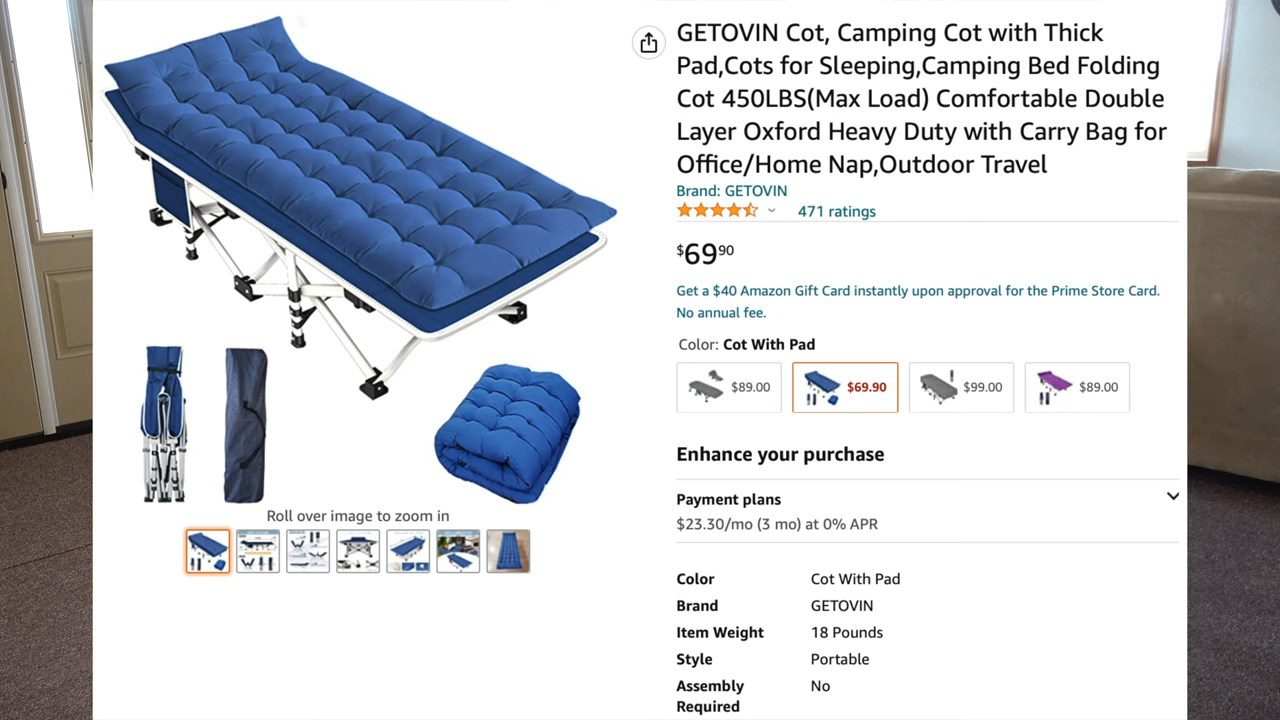 GETOVIN Cot, Camping Cot with Thick
Pad,Cots for Sleeping,Camping Bed Folding
Cot 450LBS(Max Load) Comfortable Double
Layer Oxford Heavy Duty with Carry Bag for
Office/Home Nap,Outdoor Travel
Brand: GETOVIN
471 ratings
$69 90
Get a $40 Amazon Gift Card instantly upon approval for the Prime Store Card.
No annual fee.
Color: Cot With Pad
$89.00 $69.90 $99.00 $89.00
Enhance your purchase
Payment plans
$23.30/mo (3 mo) at 0% APR
Roll over image to zoom in
Color Cot With Pad
Brand GETOVIN
Item Weight 18 Pounds
Style Portable
Assembly No
Required